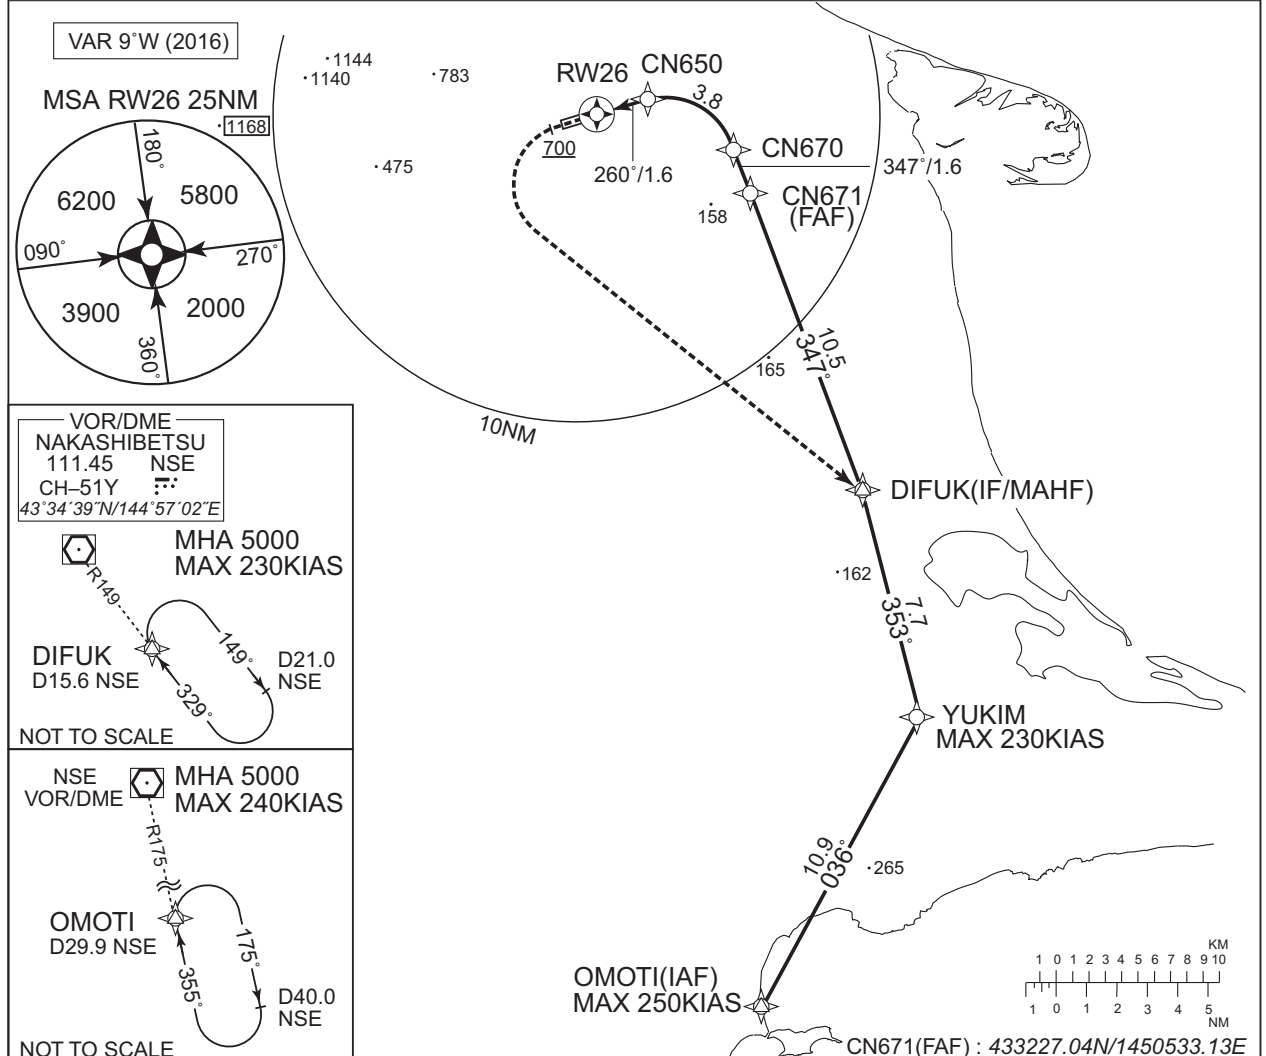 VAR 9˚W (2016)
MSA RW26 25NM
180˚
6200
5800
090˚
270˚
3900
2000
360˚
1144
1140
783
1168
475
RW26
CN650
3.8
700
260˚/1.6
CN670
347˚/1.6
CN671
(FAF)
158
10.5
347˚
165
10NM
DIFUK(IF/MAHF)
162
7.7
353˚
YUKIM
MAX 230KIAS
10.9
036˚
265
OMOTI(IAF)
MAX 250KIAS
VOR/DME
NAKASHIBETSU
111.45 NSE
CH–51Y
43˚34´39˝N/144˚57´02˝E
MHA 5000
MAX 230KIAS
R149
DIFUK
D15.6 NSE
149˚
329˚
D21.0
NSE
NOT TO SCALE
NSE
VOR/DME
MHA 5000
MAX 240KIAS
R175
OMOTI
D29.9 NSE
175˚
355˚
D40.0
NSE
NOT TO SCALE
KM
1 0 1 2 3 4 5 6 7 8 9 10
1 0 1 2 3 4 5
NM
CN671(FAF) : 433227.04N/1450533.13E